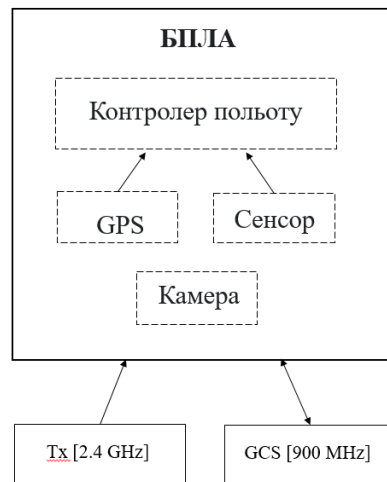 БПЛА
Контролер польоту
GPS
Сенсор
Камера
Tx [2.4 GHz]
GCS [900 MHz]